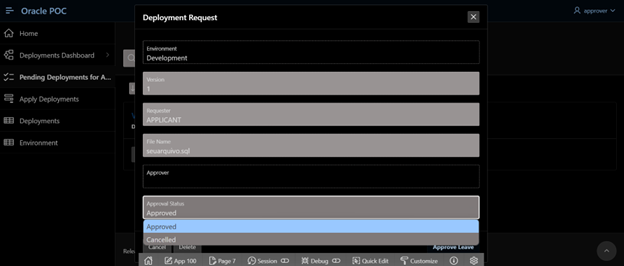 Oracle POC
approver
Home
Deployments Dashboard
Pending Deployments for A...
Apply Deployments
Deployments
Environment
Deployment Request
Environment
Development
Version
1
Requester
APPLICANT
File Name
seuarquivo.sql
Approver
Approval Status
Approved
Approved
Cancelled
Cancel Delete Approve Leave
App 100 Page 7 Session Debug Quick Edit Customize